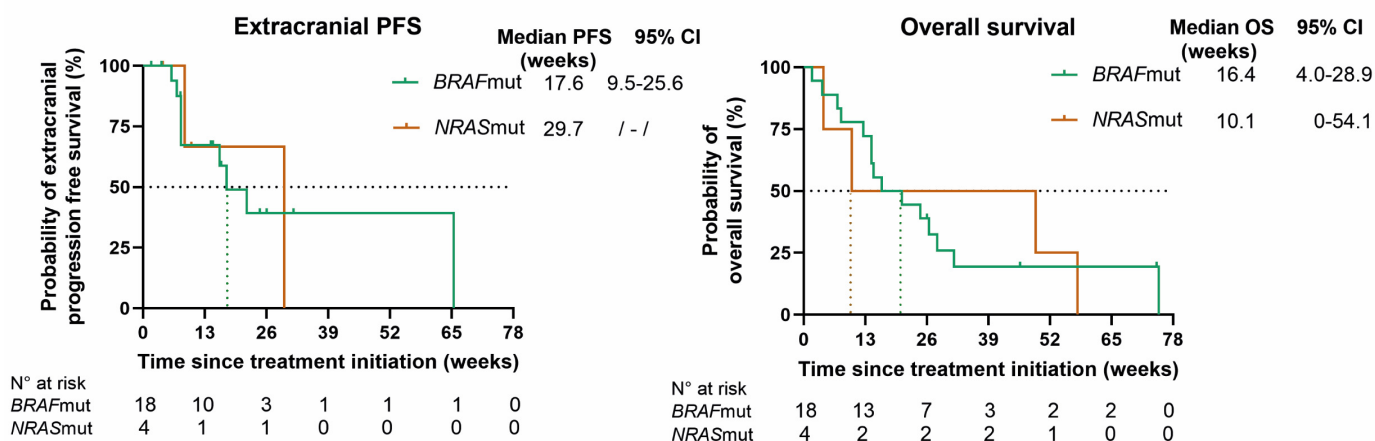 Extracranial PFS
Median PFS 95% CI
(weeks)
BRAFmut 17.6 9.5-25.6
NRASmut 29.7 / - /
Probability of extracranial
progression free survival (%)
100
75
50
25
0
0 13 26 39 52 65 78
Time since treatment initiation (weeks)
N° at risk
BRAFmut 18 10 3 1 1 1 0
NRASmut 4 1 1 0 0 0 0
Overall survival
Median OS 95% CI
(weeks)
BRAFmut 16.4 4.0-28.9
NRASmut 10.1 0-54.1
Probability of
overall survival (%)
100
75
50
25
0
0 13 26 39 52 65 78
Time since treatment initiation (weeks)
N° at risk
BRAFmut 18 13 7 3 2 2 0
NRASmut 4 2 2 2 1 0 0